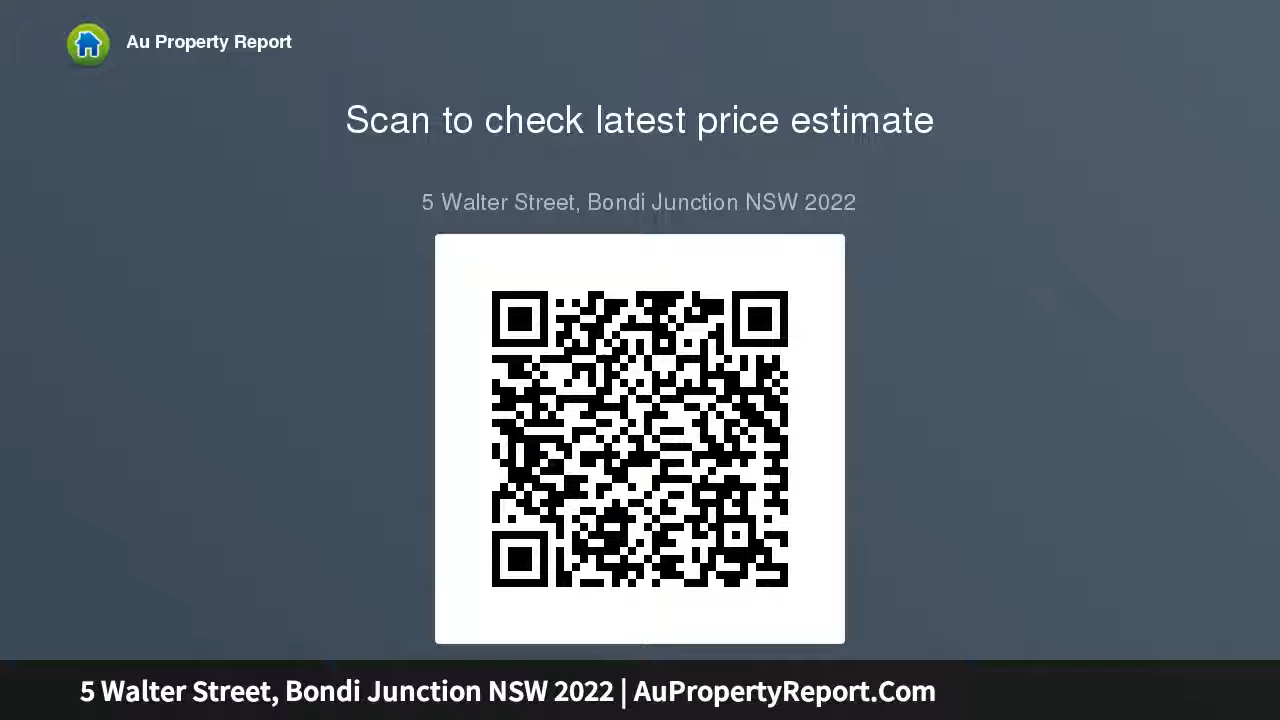 Au Property Report
Scan to check latest price estimate
5 Walter Street, Bondi Junction NSW 2022
5 Walter Street, Bondi Junction NSW 2022 | AuPropertyReport.Com